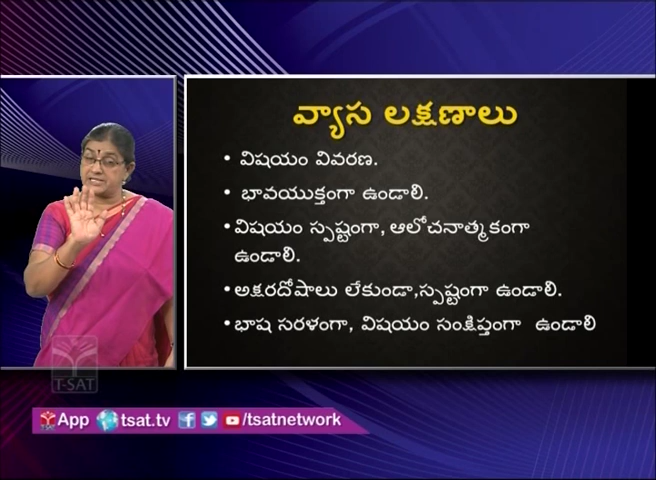 వ్యాస లక్షణాలు
• విషయం వివరణ.
• భావయుక్తంగా ఉండాలి.
• విషయం స్పష్టంగా, ఆలోచనాత్మకంగా
ఉండాలి.
• అక్షరదోషాలు లేకుండా,స్పష్టంగా ఉండాలి.
• భాష సరళంగా, విషయం సంక్షిప్తంగా ఉండాలి
T-SAT
App tsat.tv /tsatnetwork